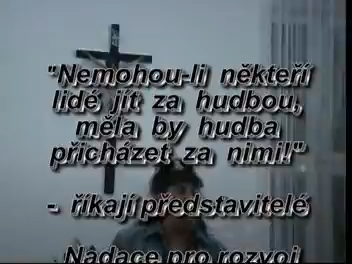 "Nemohou-li někteří
lidé jít za hudbou,
měla by hudba
přicházet za nimi!"
- říkají představitelé
Nadace pro rozvoj